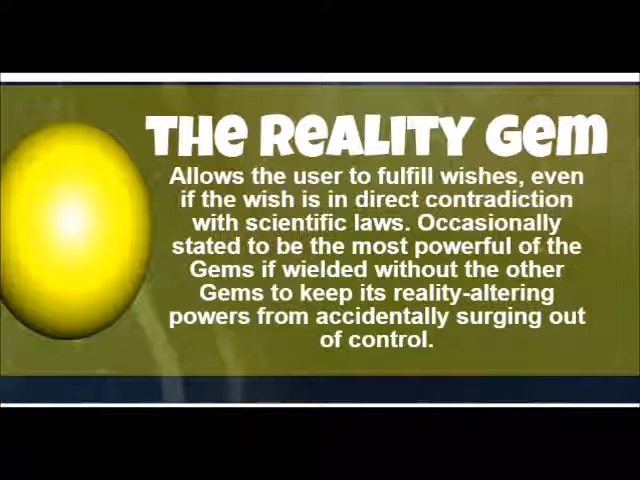 THE REALITY GEM
Allows the user to fulfill wishes, even
if the wish is in direct contradiction
with scientific laws. Occasionally
stated to be the most powerful of the
Gems if wielded without the other
Gems to keep its reality-altering
powers from accidentally surging out
of control.